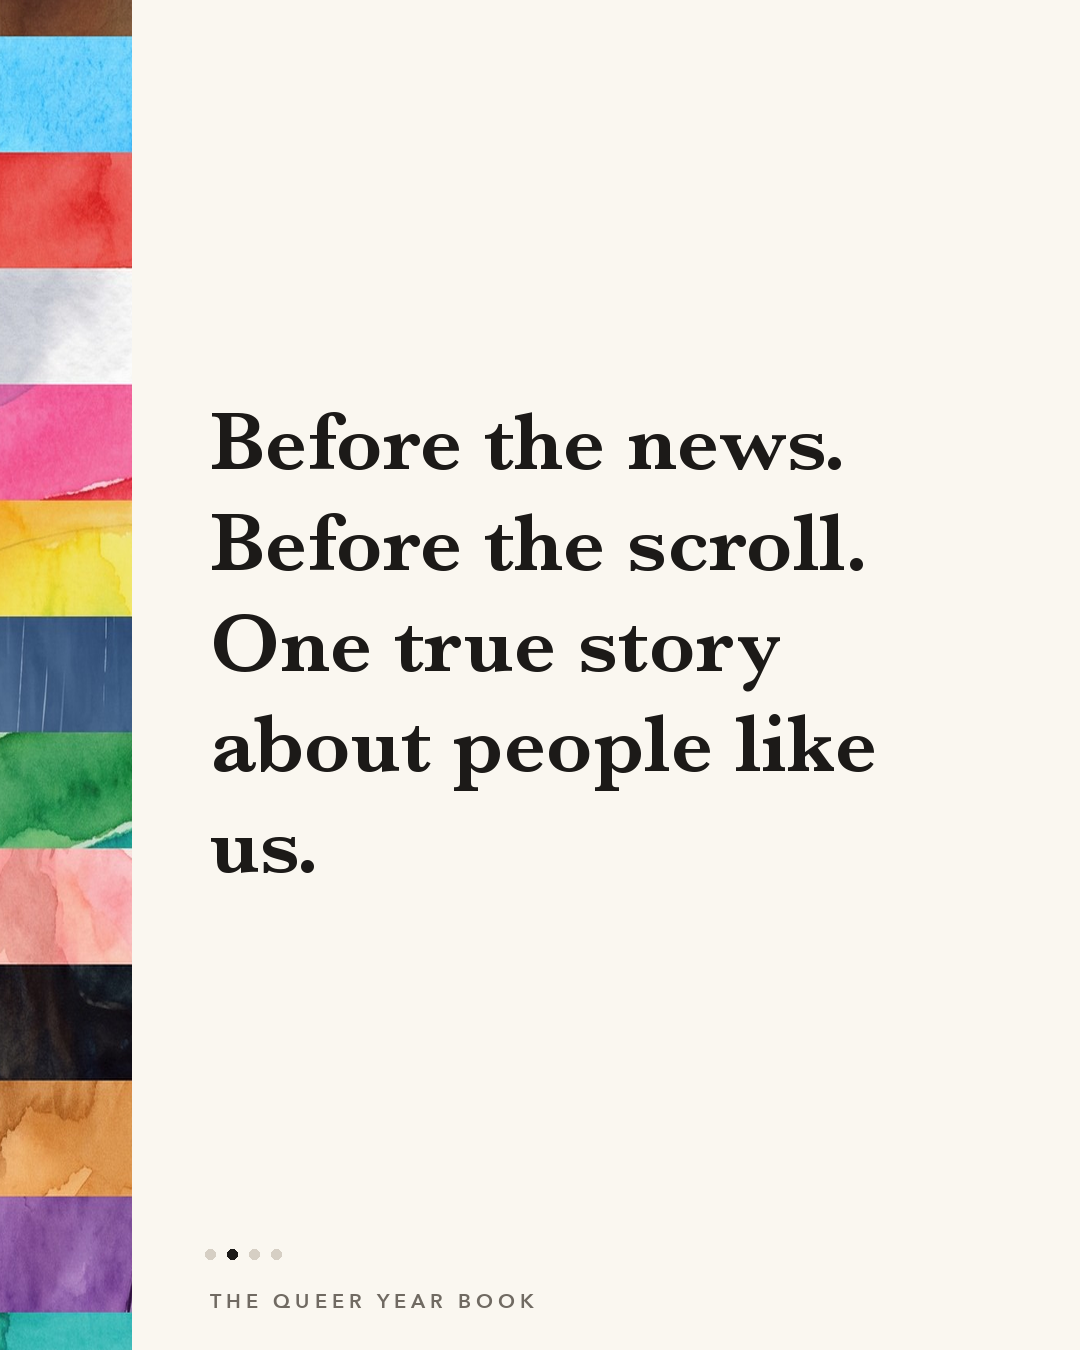 Before the news.
Before the scroll.
One true story
about people like
us.
THE QUEER YEAR BOOK